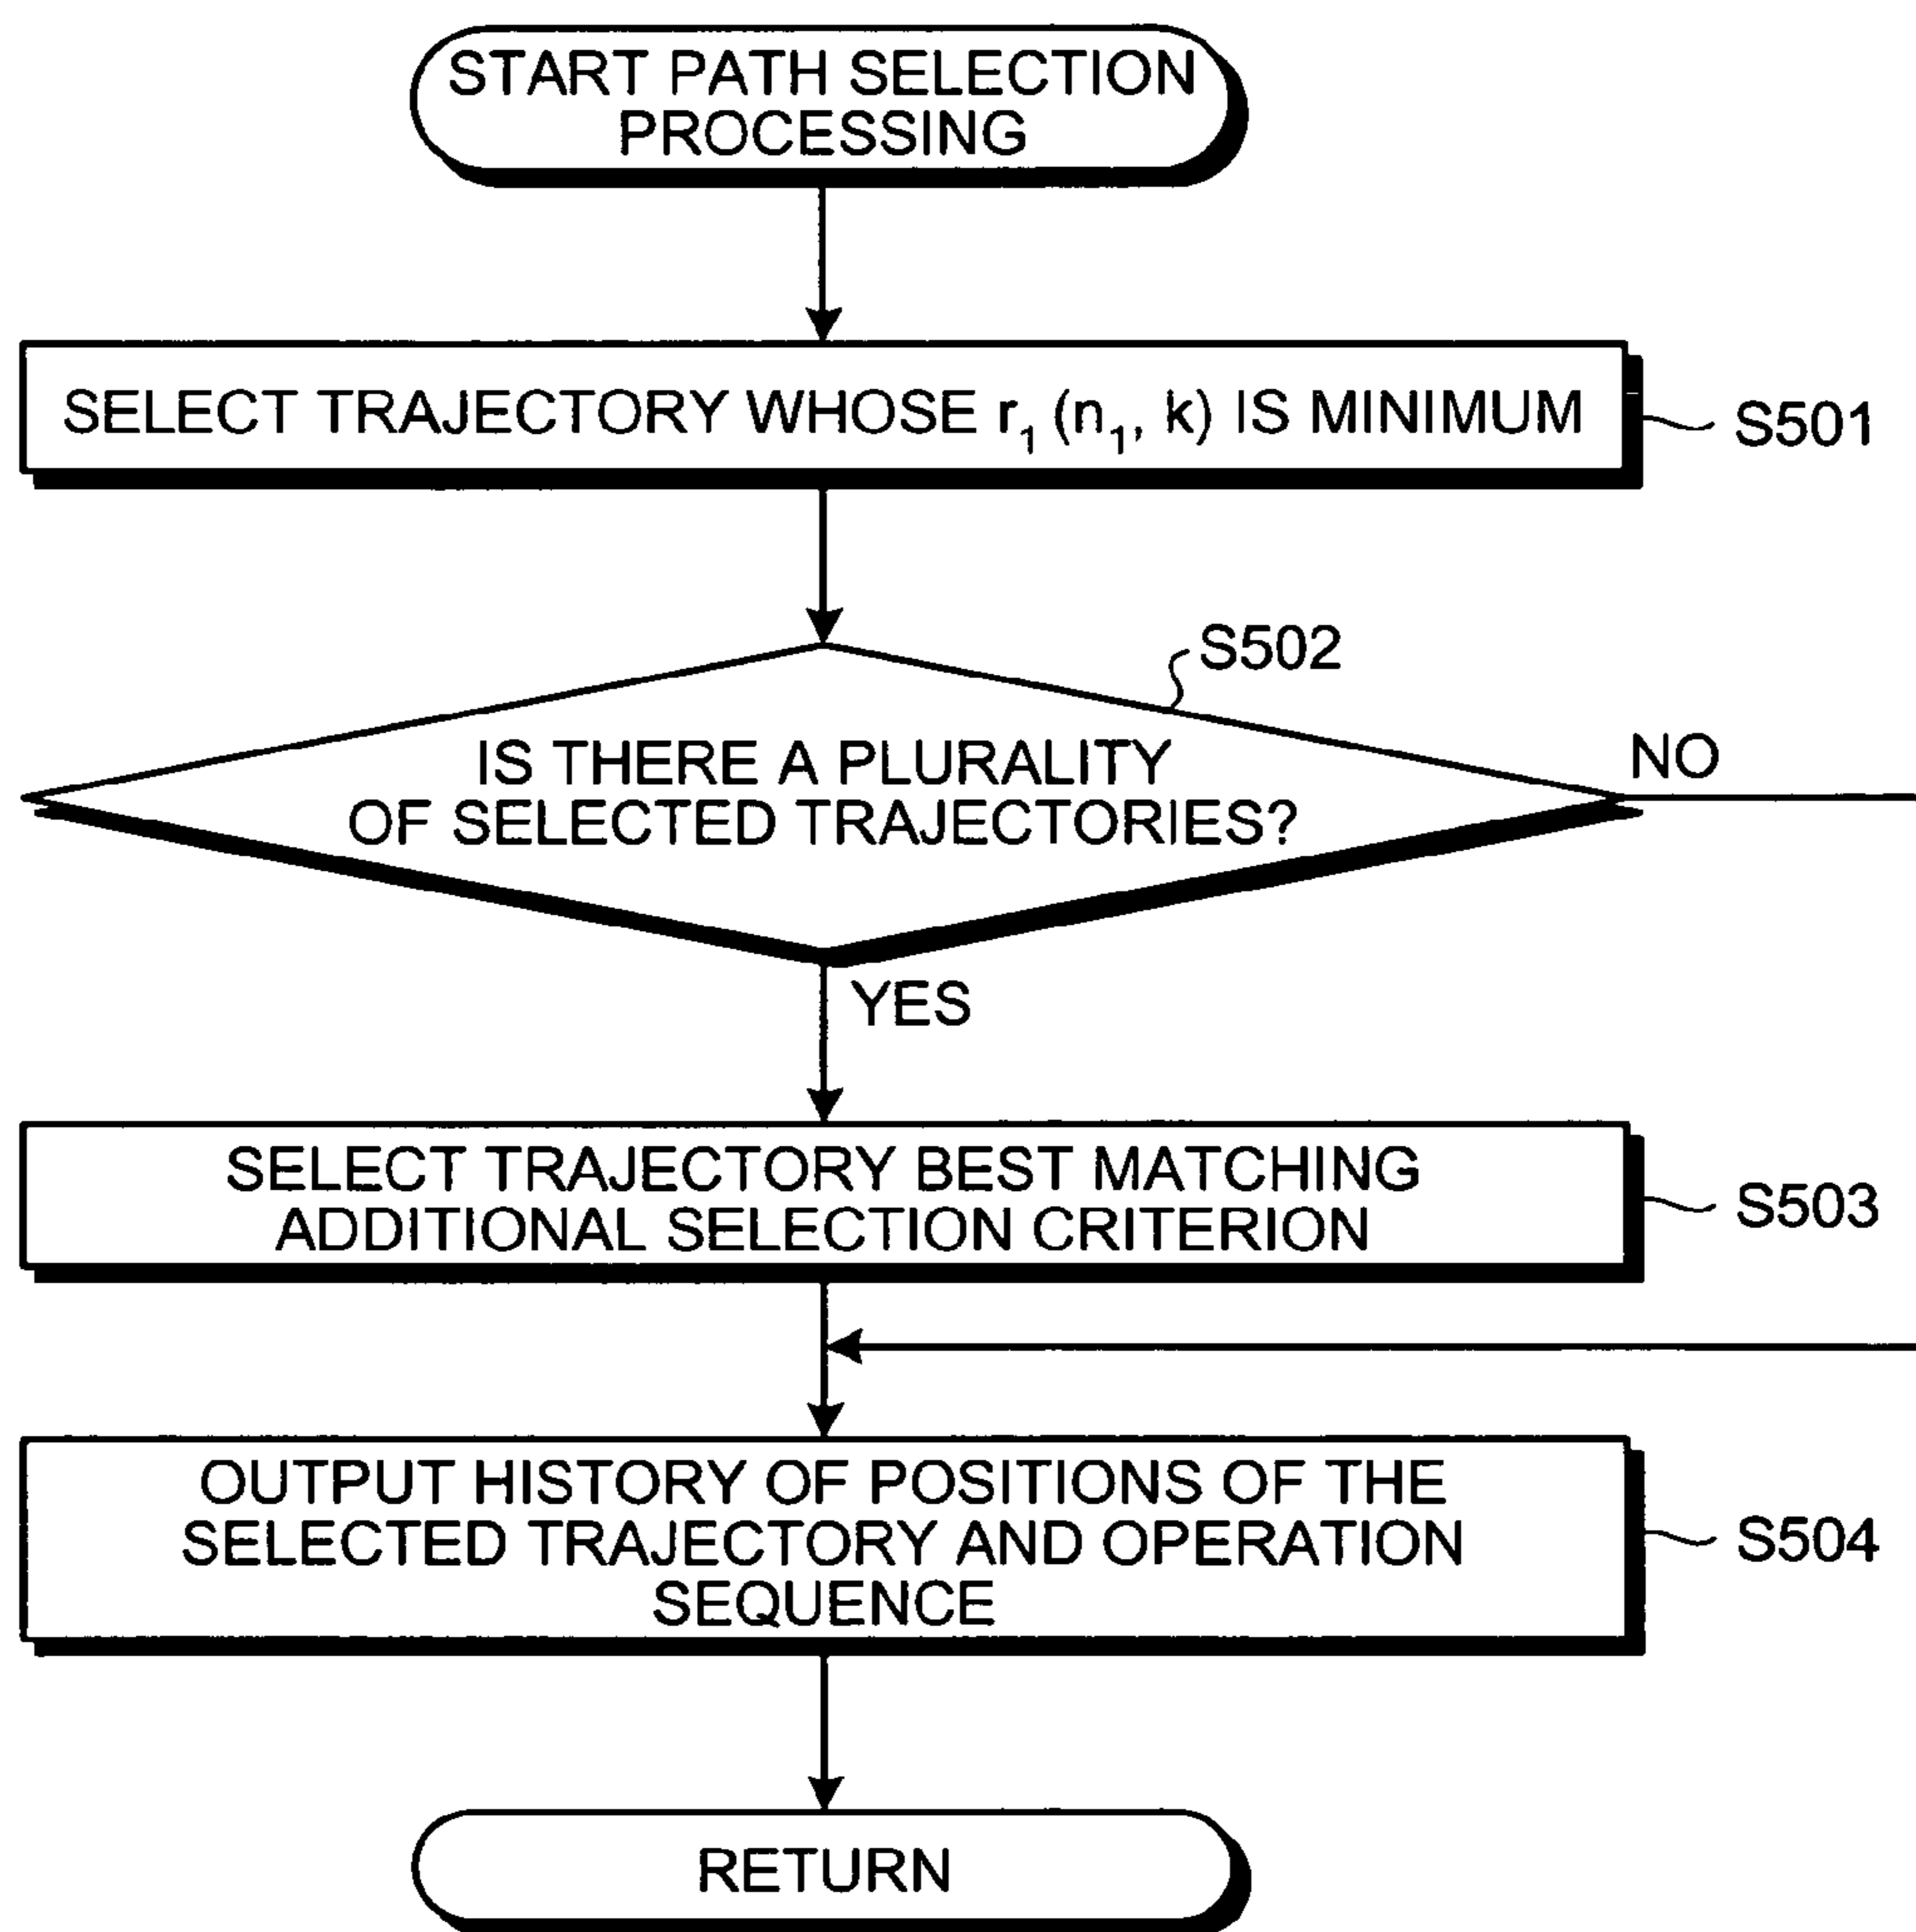 START PATH SELECTION
PROCESSING
SELECT TRAJECTORY WHOSE r₁ (n₁, k) IS MINIMUM
S501
S502
IS THERE A PLURALITY
OF SELECTED TRAJECTORIES?
NO
YES
SELECT TRAJECTORY BEST MATCHING
ADDITIONAL SELECTION CRITERION
S503
OUTPUT HISTORY OF POSITIONS OF THE
SELECTED TRAJECTORY AND OPERATION
SEQUENCE
S504
RETURN